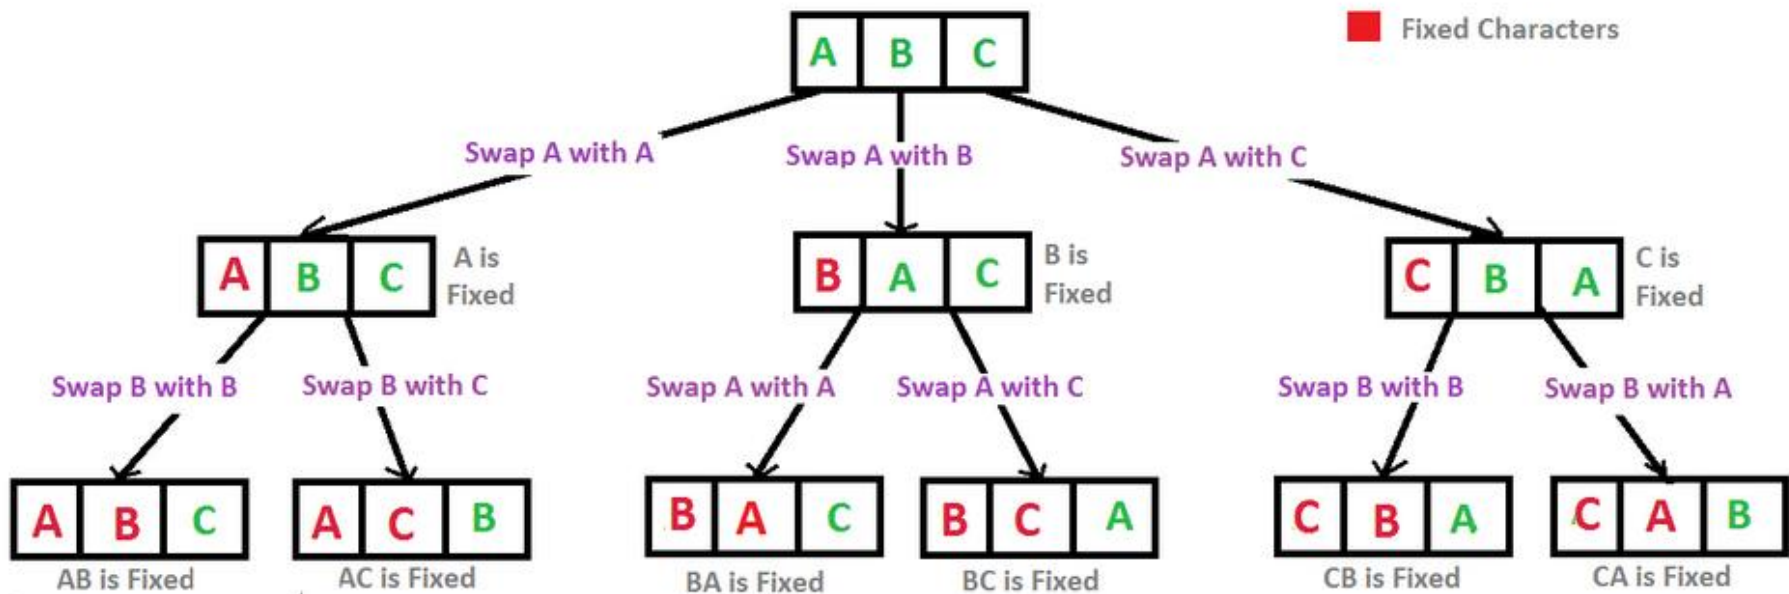 A B C
Fixed Characters
Swap A with A
Swap A with B
Swap A with C
A B C
A is
Fixed
B A C
B is
Fixed
C B A
C is
Fixed
Swap B with B
Swap B with C
Swap A with A
Swap A with C
Swap B with B
Swap B with A
A B C
A C B
B A C
B C A
C B A
C A B
AB is Fixed
AC is Fixed
BA is Fixed
BC is Fixed
CB is Fixed
CA is Fixed